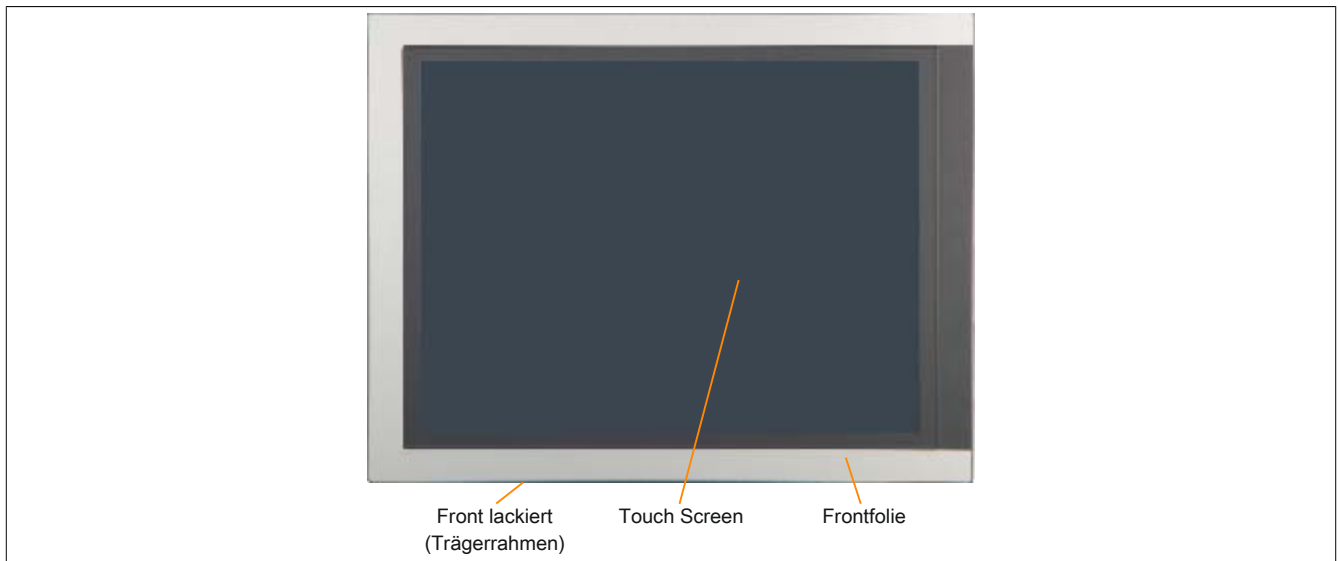 Front lackiert
(Trägerrahmen)
Touch Screen
Frontfolie